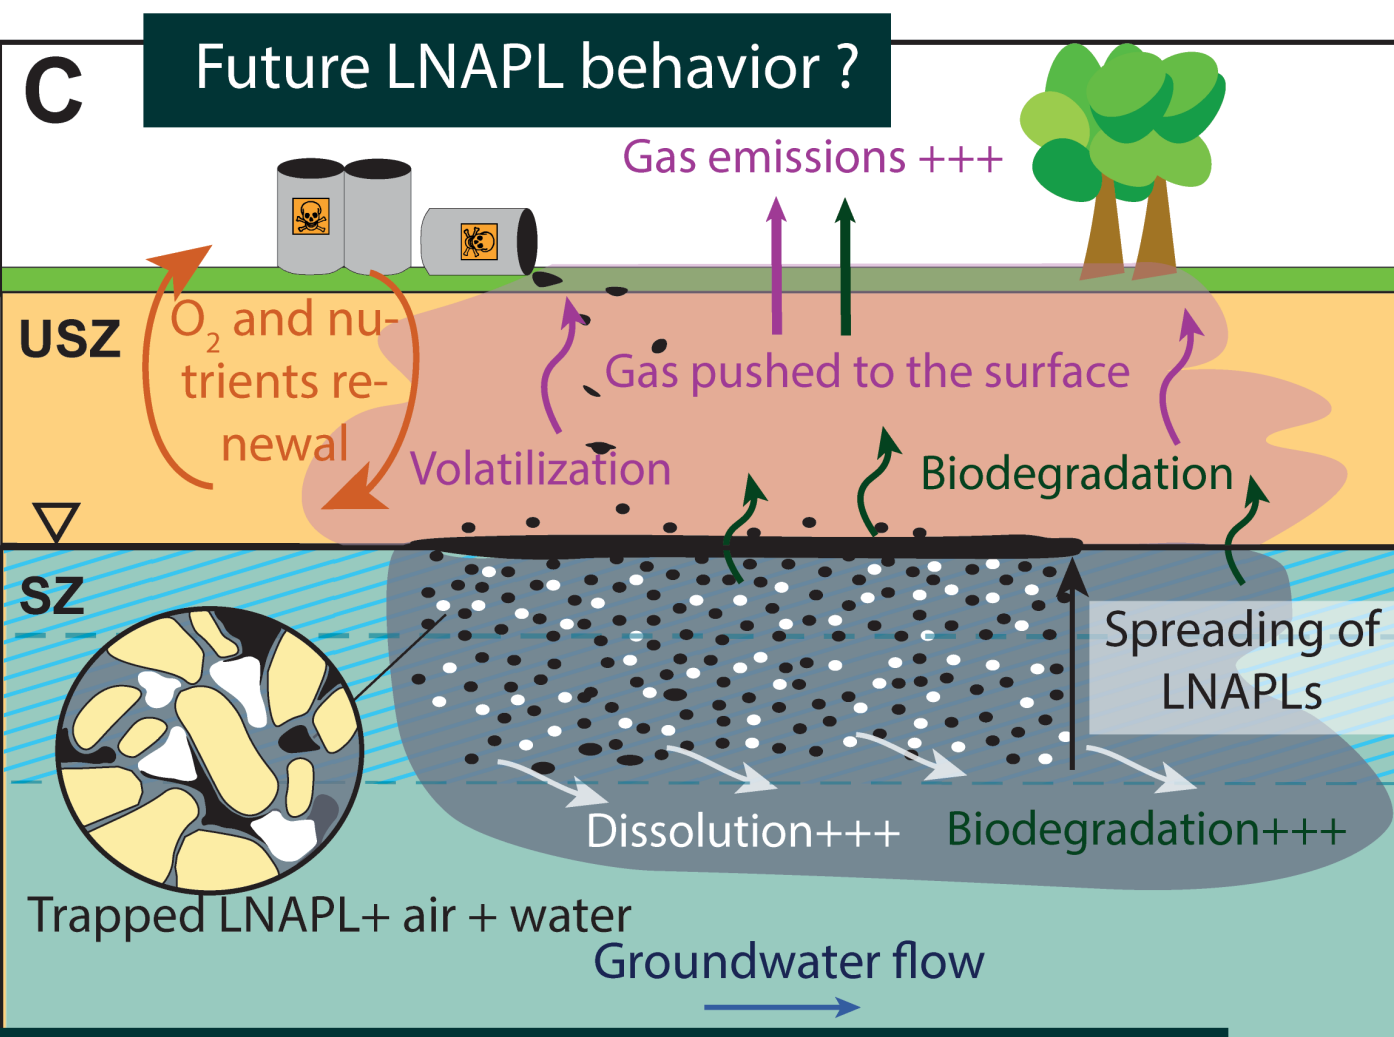 C
Future LNAPL behavior ?
Gas emissions +++
USZ
O2 and nu-
trients re-
newal
Gas pushed to the surface
Volatilization
Biodegradation
SZ
Spreading of
LNAPLs
Dissolution+++
Biodegradation+++
Trapped LNAPL+ air + water
Groundwater flow